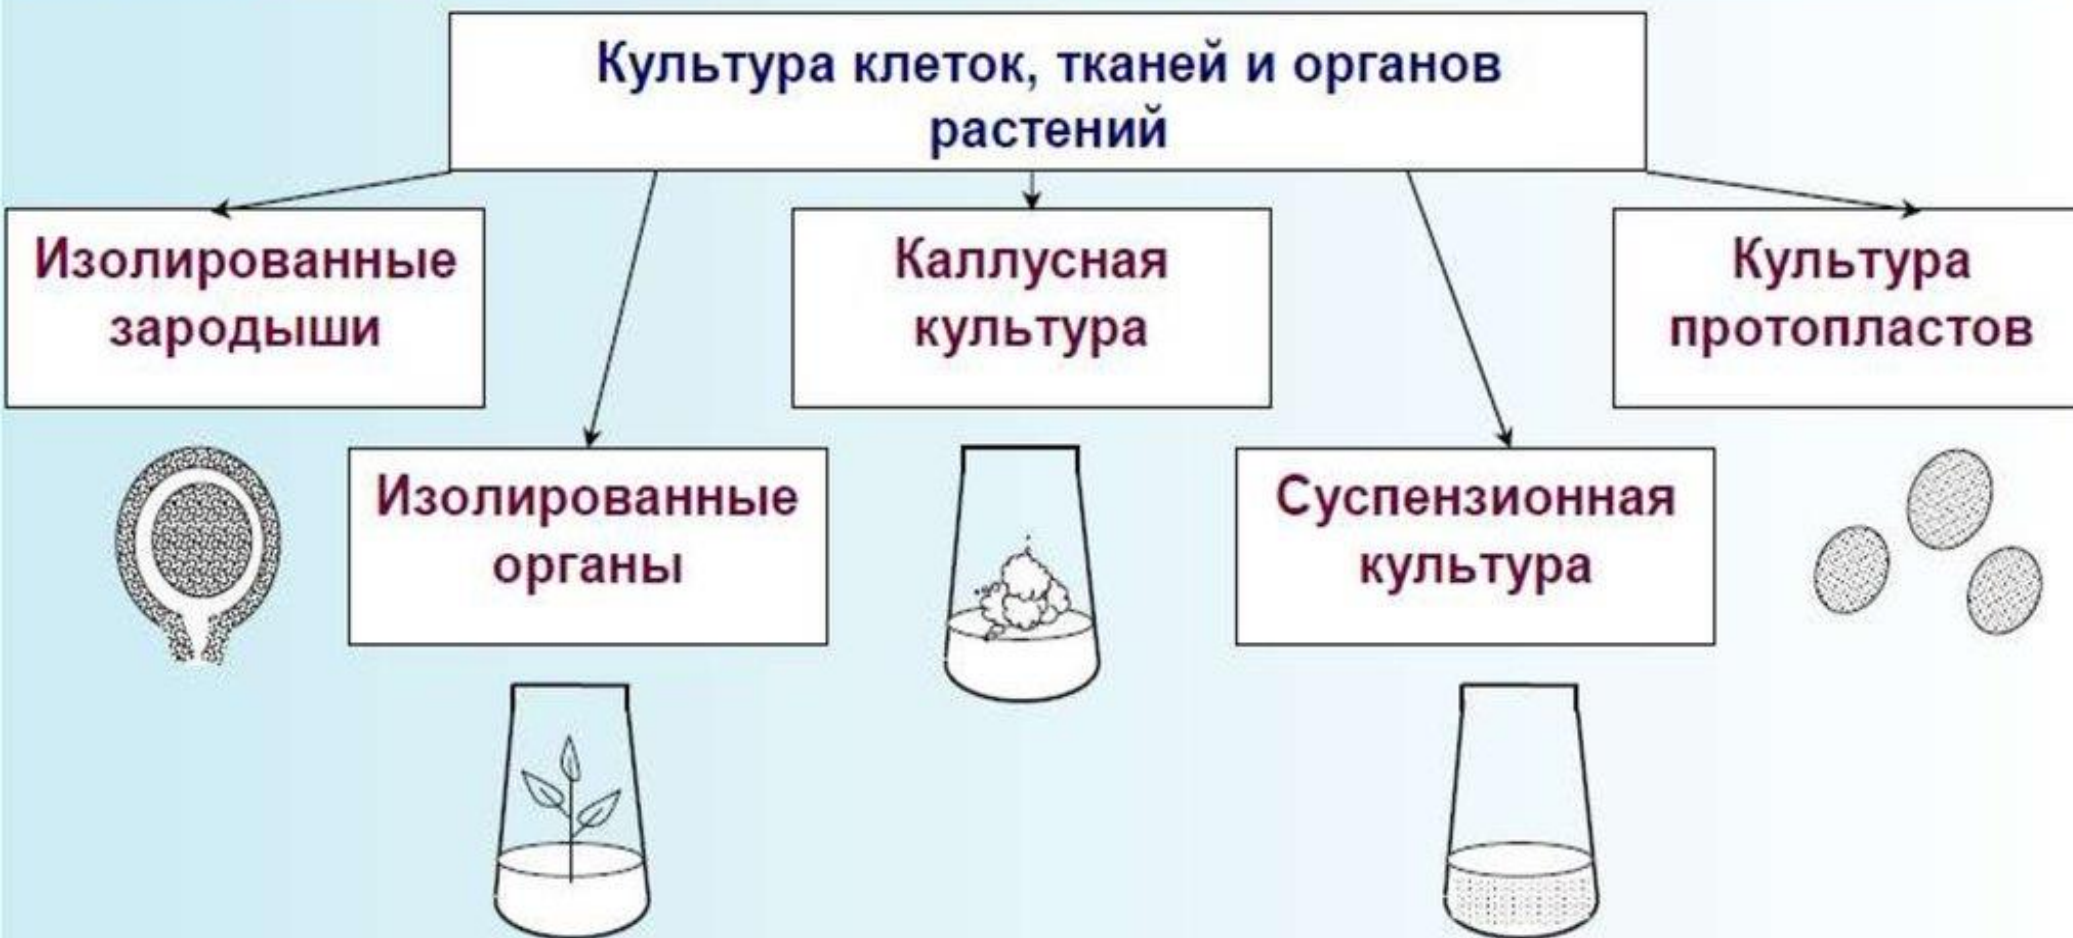 Культура клеток, тканей и органов
растений
Изолированные
зародыши
Каллусная
культура
Культура
протопластов
Изолированные
органы
Суспензионная
культура